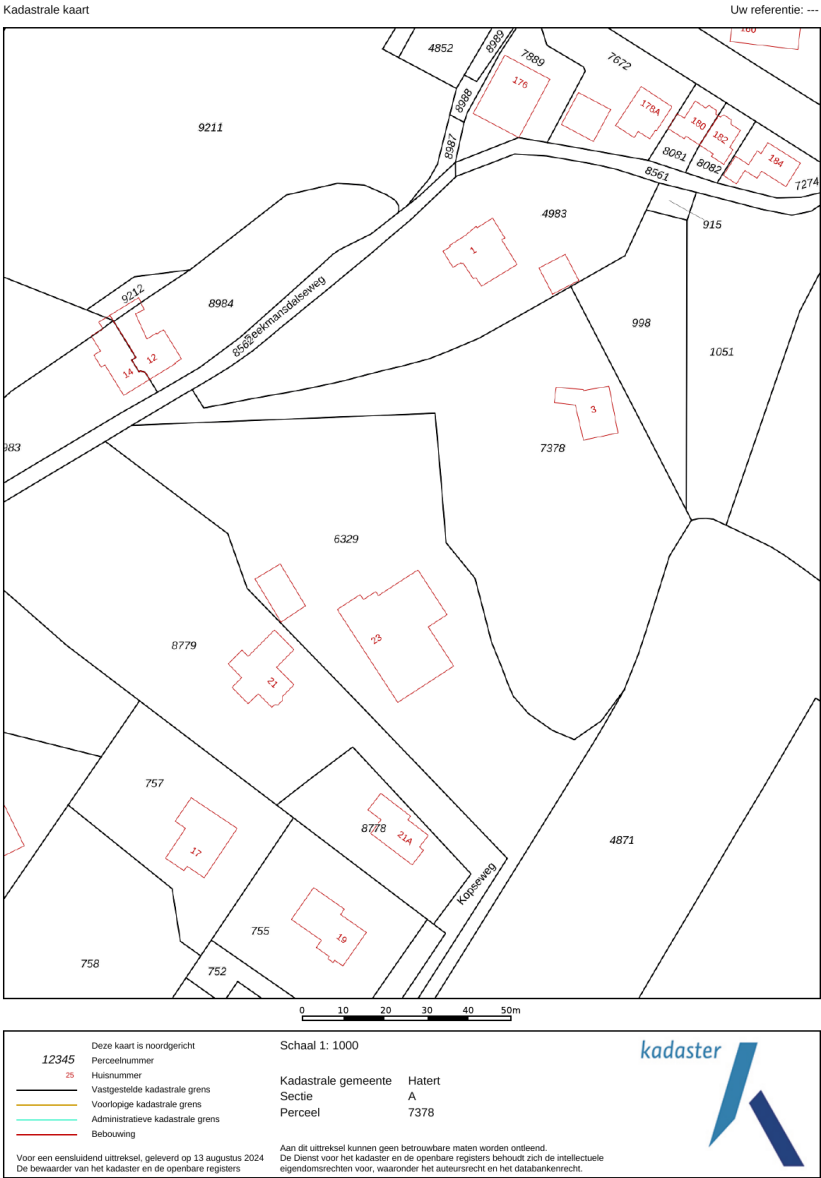 Kadastrale kaart
Uw referentie: ---
4852
8989
7889
7672
176
8988
178A
180
182
9211
8987
8081
8082
184
8561
7274
4983
915
1
9212
8984
Beekmansdalseweg
998
1051
12
14
3
983
7378
6329
23
8779
21
757
8778
21A
17
4871
Kopseweg
755
19
758
752
0 10 20 30 40 50m
Deze kaart is noordgericht
12345 Perceelnummer
25 Huisnummer
Vastgestelde kadastrale grens
Voorlopige kadastrale grens
Administratieve kadastrale grens
Bebouwing
Voor een eensluidend uittreksel, geleverd op 13 augustus 2024
De bewaarder van het kadaster en de openbare registers
Schaal 1: 1000
Kadastrale gemeente Hatert
Sectie A
Perceel 7378
Aan dit uittreksel kunnen geen betrouwbare maten worden ontleend.
De Dienst voor het kadaster en de openbare registers behoudt zich de intellectuele
eigendomsrechten voor, waaronder het auteursrecht en het databankenrecht.
kadaster